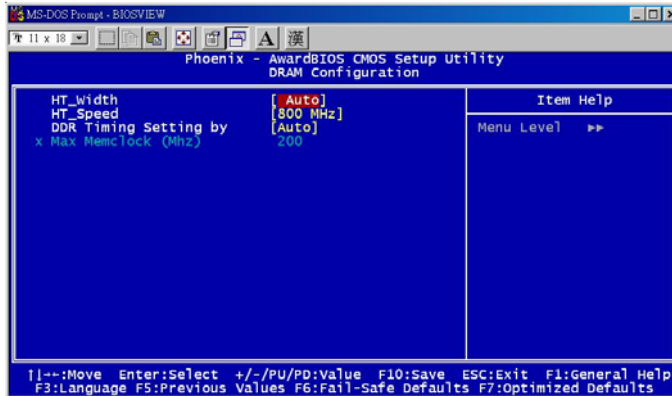 MS-DOS Prompt - BIOSVIEW
Tr 11 x 18 A 漢
Phoenix - AwardBIOS CMOS Setup Utility
DRAM Configuration
HT_Width [ Auto]
HT_Speed [800 MHz]
DDR Timing Setting by [Auto]
x Max Memclock (Mhz) 200
Item Help
Menu Level ▸▸
↑↓→←:Move Enter:Select +/-/PU/PD:Value F10:Save ESC:Exit F1:General Help
F3:Language F5:Previous Values F6:Fail-Safe Defaults F7:Optimized Defaults